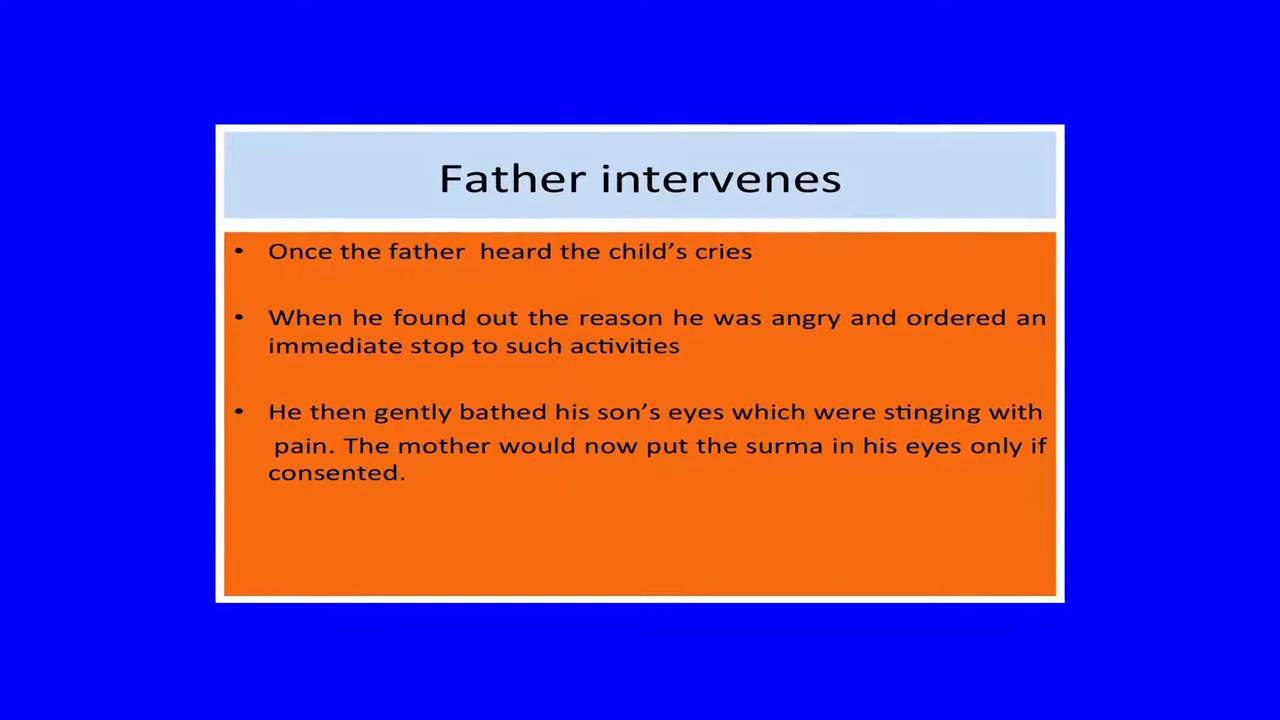 Father intervenes
• Once the father heard the child's cries
• When he found out the reason he was angry and ordered an
immediate stop to such activities
• He then gently bathed his son's eyes which were stinging with
pain. The mother would now put the surma in his eyes only if
consented.